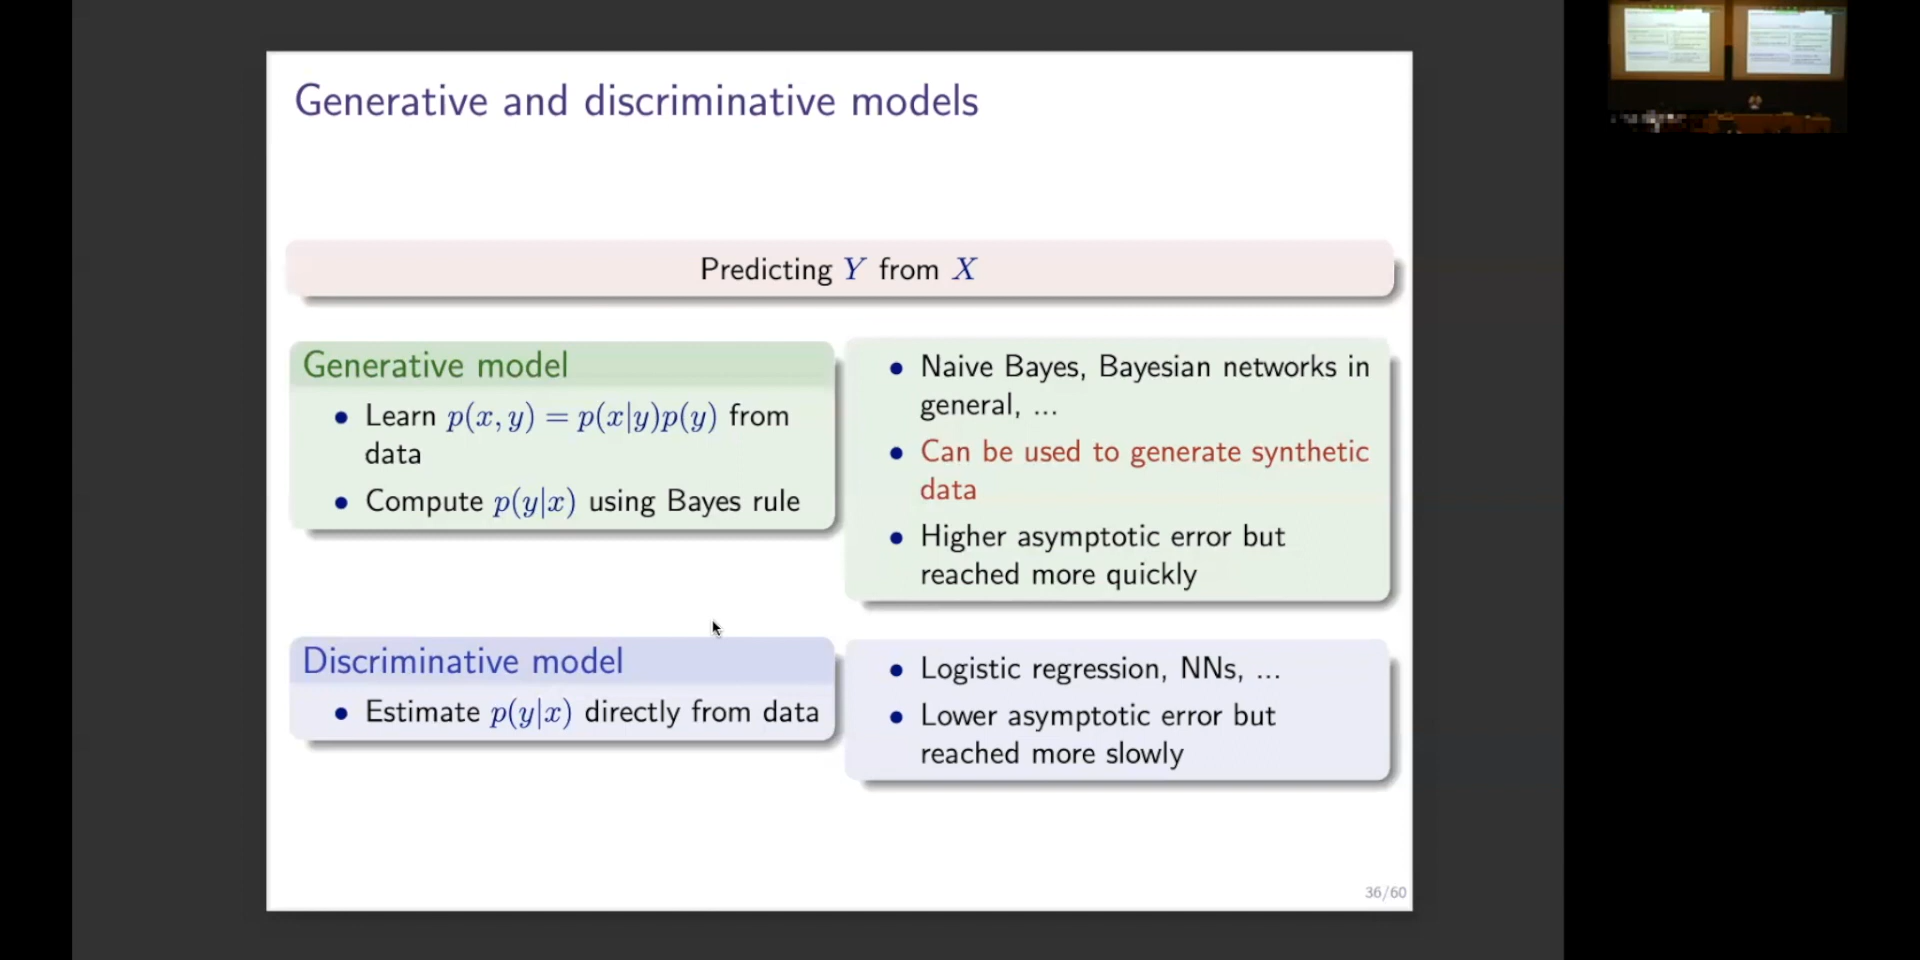 Generative and discriminative models
Predicting Y from X
Generative model
• Learn p(x, y) = p(x|y)p(y) from
data
• Compute p(y|x) using Bayes rule
• Naive Bayes, Bayesian networks in
general, ...
• Can be used to generate synthetic
data
• Higher asymptotic error but
reached more quickly
Discriminative model
• Estimate p(y|x) directly from data
• Logistic regression, NNs, ...
• Lower asymptotic error but
reached more slowly
36/60